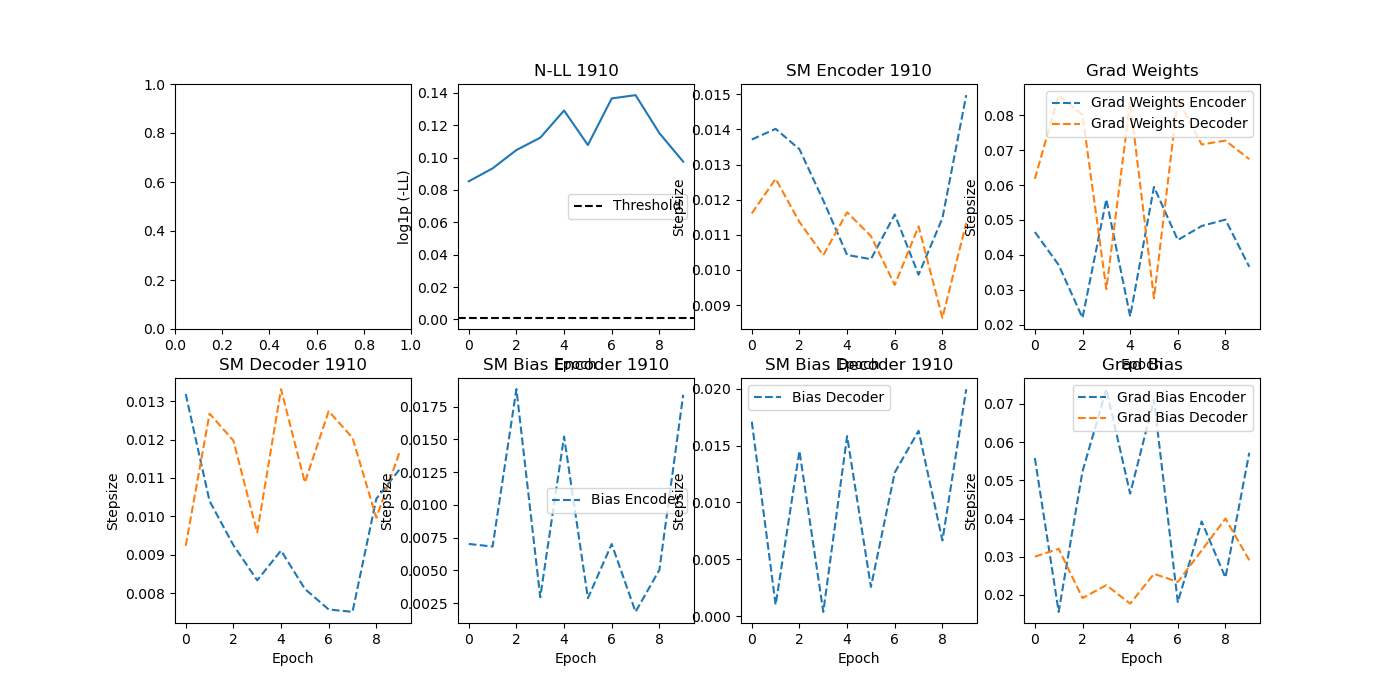 N-LL 1910
SM Encoder 1910
Grad Weights
1.0
0.8
0.6
0.4
0.2
0.0
0.0 0.2 0.4 0.6 0.8 1.0
log1p (-LL)
0.14
0.12
0.10
0.08
0.06
0.04
0.02
0.00
Threshold
0 2 4 6 8
Epoch
Stepsize
0.015
0.014
0.013
0.012
0.011
0.010
0.009
0 2 4 6 8
Epoch
Stepsize
0.08
0.07
0.06
0.05
0.04
0.03
0.02
Grad Weights Encoder
Grad Weights Decoder
0 2 4 6 8
Epoch
SM Decoder 1910
SM Bias Encoder 1910
SM Bias Decoder 1910
Grad Bias
Stepsize
0.013
0.012
0.011
0.010
0.009
0.008
0 2 4 6 8
Epoch
Stepsize
0.0175
0.0150
0.0125
0.0100
0.0075
0.0050
0.0025
Bias Encoder
0 2 4 6 8
Epoch
Stepsize
0.020
0.015
0.010
0.005
0.000
Bias Decoder
0 2 4 6 8
Epoch
Stepsize
0.07
0.06
0.05
0.04
0.03
0.02
Grad Bias Encoder
Grad Bias Decoder
0 2 4 6 8
Epoch